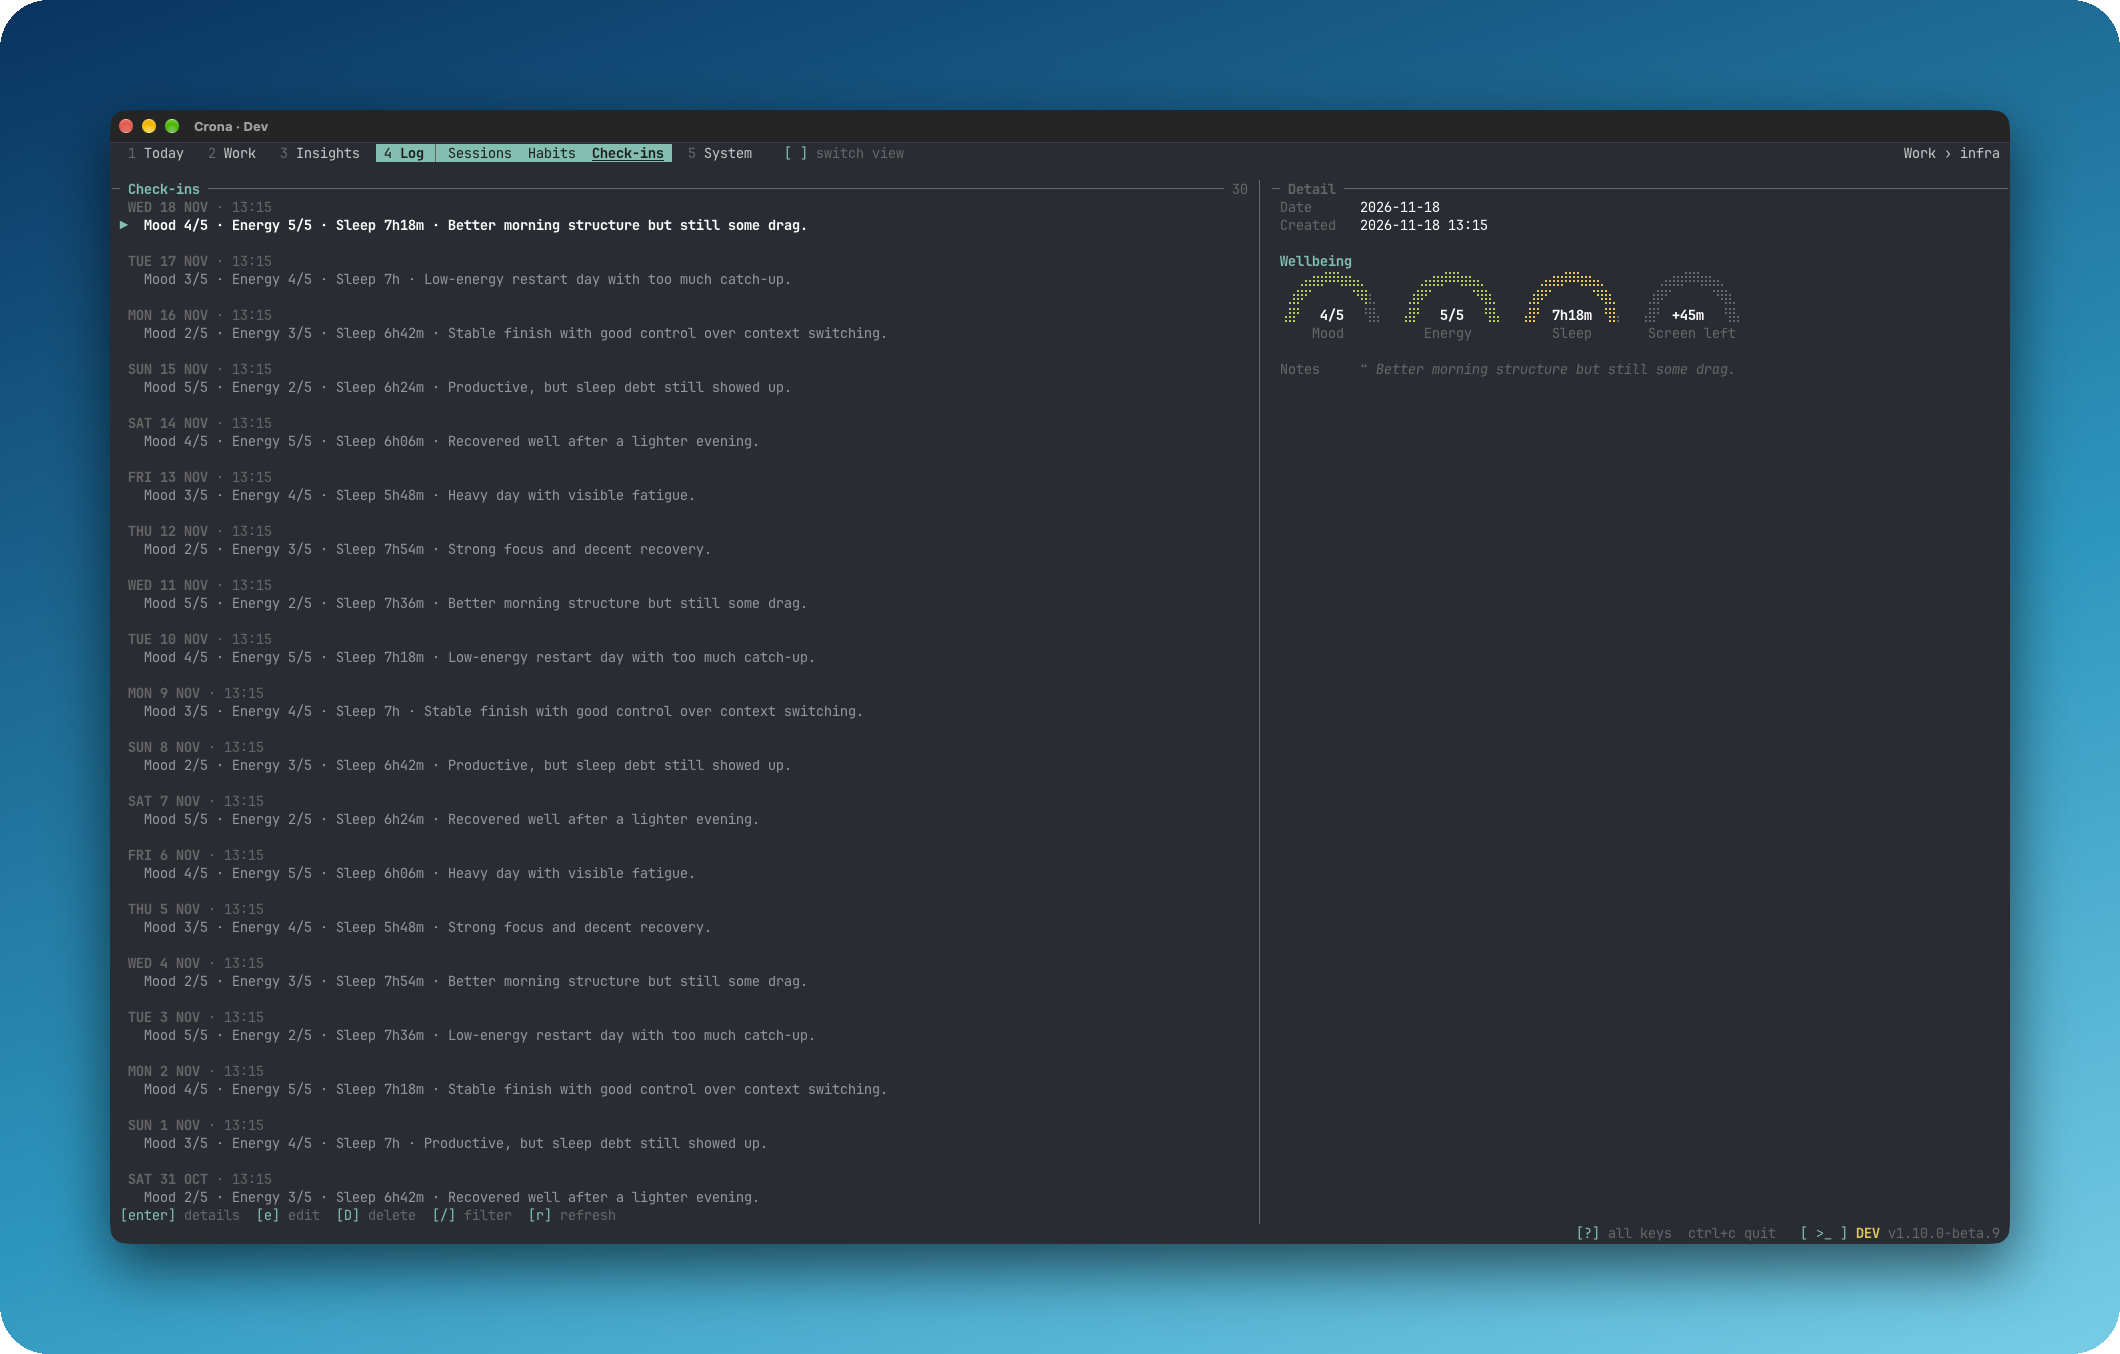 Crona · Dev
1 Today 2 Work 3 Insights 4 Log Sessions Habits Check-ins 5 System [ ] switch view Work › infra
Check-ins 30
WED 18 NOV · 13:15
▶ Mood 4/5 · Energy 5/5 · Sleep 7h18m · Better morning structure but still some drag.
TUE 17 NOV · 13:15
Mood 3/5 · Energy 4/5 · Sleep 7h · Low-energy restart day with too much catch-up.
MON 16 NOV · 13:15
Mood 2/5 · Energy 3/5 · Sleep 6h42m · Stable finish with good control over context switching.
SUN 15 NOV · 13:15
Mood 5/5 · Energy 2/5 · Sleep 6h24m · Productive, but sleep debt still showed up.
SAT 14 NOV · 13:15
Mood 4/5 · Energy 5/5 · Sleep 6h06m · Recovered well after a lighter evening.
FRI 13 NOV · 13:15
Mood 3/5 · Energy 4/5 · Sleep 5h48m · Heavy day with visible fatigue.
THU 12 NOV · 13:15
Mood 2/5 · Energy 3/5 · Sleep 7h54m · Strong focus and decent recovery.
WED 11 NOV · 13:15
Mood 5/5 · Energy 2/5 · Sleep 7h36m · Better morning structure but still some drag.
TUE 10 NOV · 13:15
Mood 4/5 · Energy 5/5 · Sleep 7h18m · Low-energy restart day with too much catch-up.
MON 9 NOV · 13:15
Mood 3/5 · Energy 4/5 · Sleep 7h · Stable finish with good control over context switching.
SUN 8 NOV · 13:15
Mood 2/5 · Energy 3/5 · Sleep 6h42m · Productive, but sleep debt still showed up.
SAT 7 NOV · 13:15
Mood 5/5 · Energy 2/5 · Sleep 6h24m · Recovered well after a lighter evening.
FRI 6 NOV · 13:15
Mood 4/5 · Energy 5/5 · Sleep 6h06m · Heavy day with visible fatigue.
THU 5 NOV · 13:15
Mood 3/5 · Energy 4/5 · Sleep 5h48m · Strong focus and decent recovery.
WED 4 NOV · 13:15
Mood 2/5 · Energy 3/5 · Sleep 7h54m · Better morning structure but still some drag.
TUE 3 NOV · 13:15
Mood 5/5 · Energy 2/5 · Sleep 7h36m · Low-energy restart day with too much catch-up.
MON 2 NOV · 13:15
Mood 4/5 · Energy 5/5 · Sleep 7h18m · Stable finish with good control over context switching.
SUN 1 NOV · 13:15
Mood 3/5 · Energy 4/5 · Sleep 7h · Productive, but sleep debt still showed up.
SAT 31 OCT · 13:15
Mood 2/5 · Energy 3/5 · Sleep 6h42m · Recovered well after a lighter evening.
[enter] details [e] edit [D] delete [/] filter [r] refresh
Detail
Date 2026-11-18
Created 2026-11-18 13:15
Wellbeing
4/5 5/5 7h18m +45m
Mood Energy Sleep Screen left
Notes “ Better morning structure but still some drag.
[?] all keys ctrl+c quit [ >_ ] DEV v1.10.0-beta.9